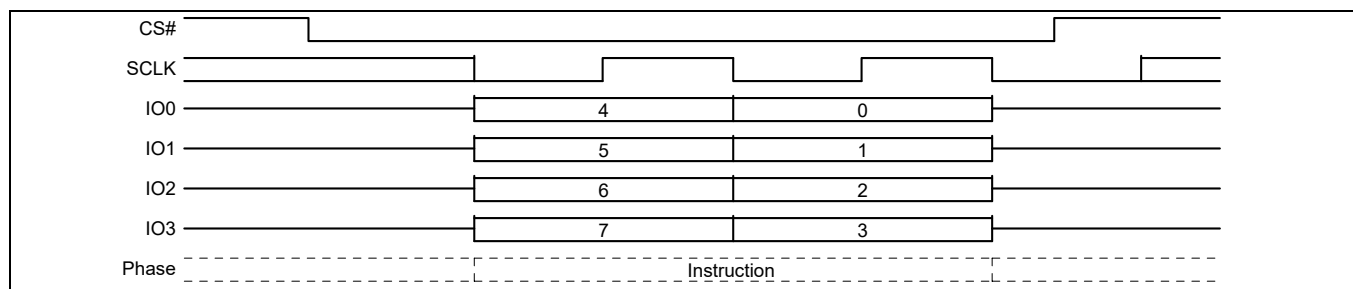 CS#
SCLK
IO0 4 0
IO1 5 1
IO2 6 2
IO3 7 3
Phase Instruction